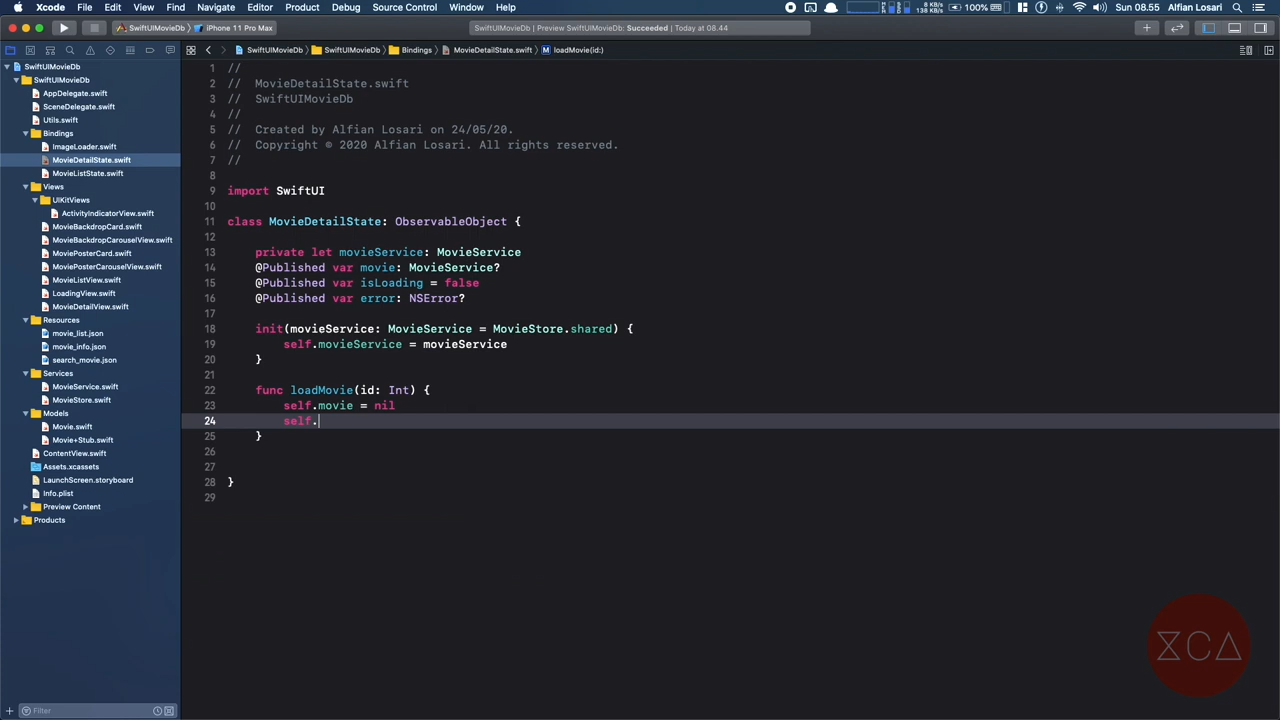 Xcode File Edit View Find Navigate Editor Product Debug Source Control Window Help
8 KB/s
138 KB/s
100%
Sun 08.55 Alfian Losari
SwiftUIMovieDb iPhone 11 Pro Max
SwiftUIMovieDb | Preview SwiftUIMovieDb: Succeeded | Today at 08.44
SwiftUIMovieDb SwiftUIMovieDb Bindings MovieDetailState.swift M loadMovie(id:)
SwiftUIMovieDb
SwiftUIMovieDb
AppDelegate.swift
SceneDelegate.swift
Utils.swift
Bindings
ImageLoader.swift
MovieDetailState.swift
MovieListState.swift
Views
UIKitViews
ActivityIndicatorView.swift
MovieBackdropCard.swift
MovieBackdropCarouselView.swift
MoviePosterCard.swift
MoviePosterCarouselView.swift
MovieListView.swift
LoadingView.swift
MovieDetailView.swift
Resources
movie_list.json
movie_info.json
search_movie.json
Services
MovieService.swift
MovieStore.swift
Models
Movie.swift
Movie+Stub.swift
ContentView.swift
Assets.xcassets
LaunchScreen.storyboard
Info.plist
Preview Content
Products
Filter
1 //
2 // MovieDetailState.swift
3 // SwiftUIMovieDb
4 //
5 // Created by Alfian Losari on 24/05/20.
6 // Copyright © 2020 Alfian Losari. All rights reserved.
7 //
8
9 import SwiftUI
10
11 class MovieDetailState: ObservableObject {
12
13 private let movieService: MovieService
14 @Published var movie: MovieService?
15 @Published var isLoading = false
16 @Published var error: NSError?
17
18 init(movieService: MovieService = MovieStore.shared) {
19 self.movieService = movieService
20 }
21
22 func loadMovie(id: Int) {
23 self.movie = nil
24 self.
25 }
26
27
28 }
29
XCA